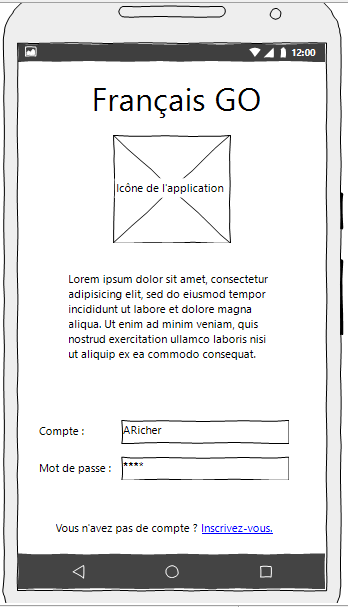 12:00
Français GO
Icône de l'application
Lorem ipsum dolor sit amet, consectetur
adipisicing elit, sed do eiusmod tempor
incididunt ut labore et dolore magna
aliqua. Ut enim ad minim veniam, quis
nostrud exercitation ullamco laboris nisi
ut aliquip ex ea commodo consequat.
Compte : ARicher
Mot de passe : ****
Vous n'avez pas de compte ? Inscrivez-vous.